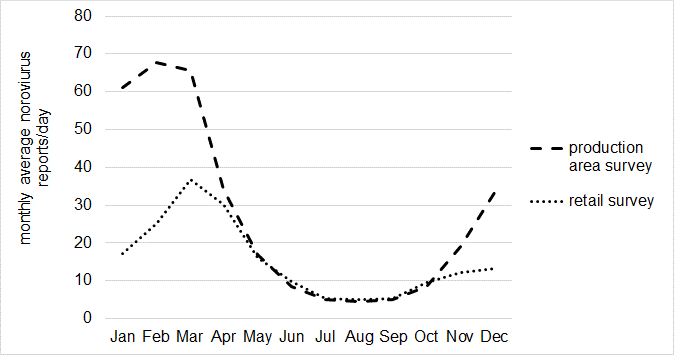 80
70
60
50
40
30
20
10
0
monthly average noroviurus
reports/day
Jan Feb Mar Apr May Jun Jul Aug Sep Oct Nov Dec
production
area survey
retail survey